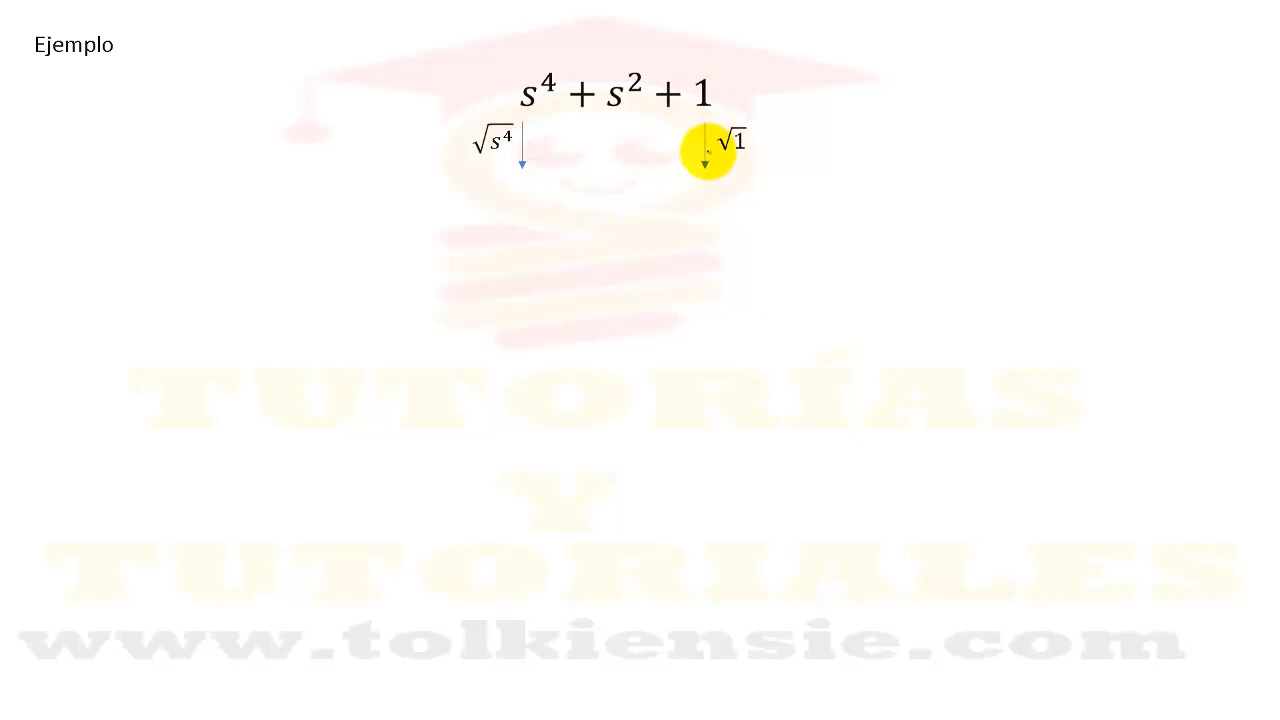 Ejemplo
s⁴ + s² + 1
√s⁴ √1
TUTORÍAS
Y
TUTORIALES
www.tolkiensie.com